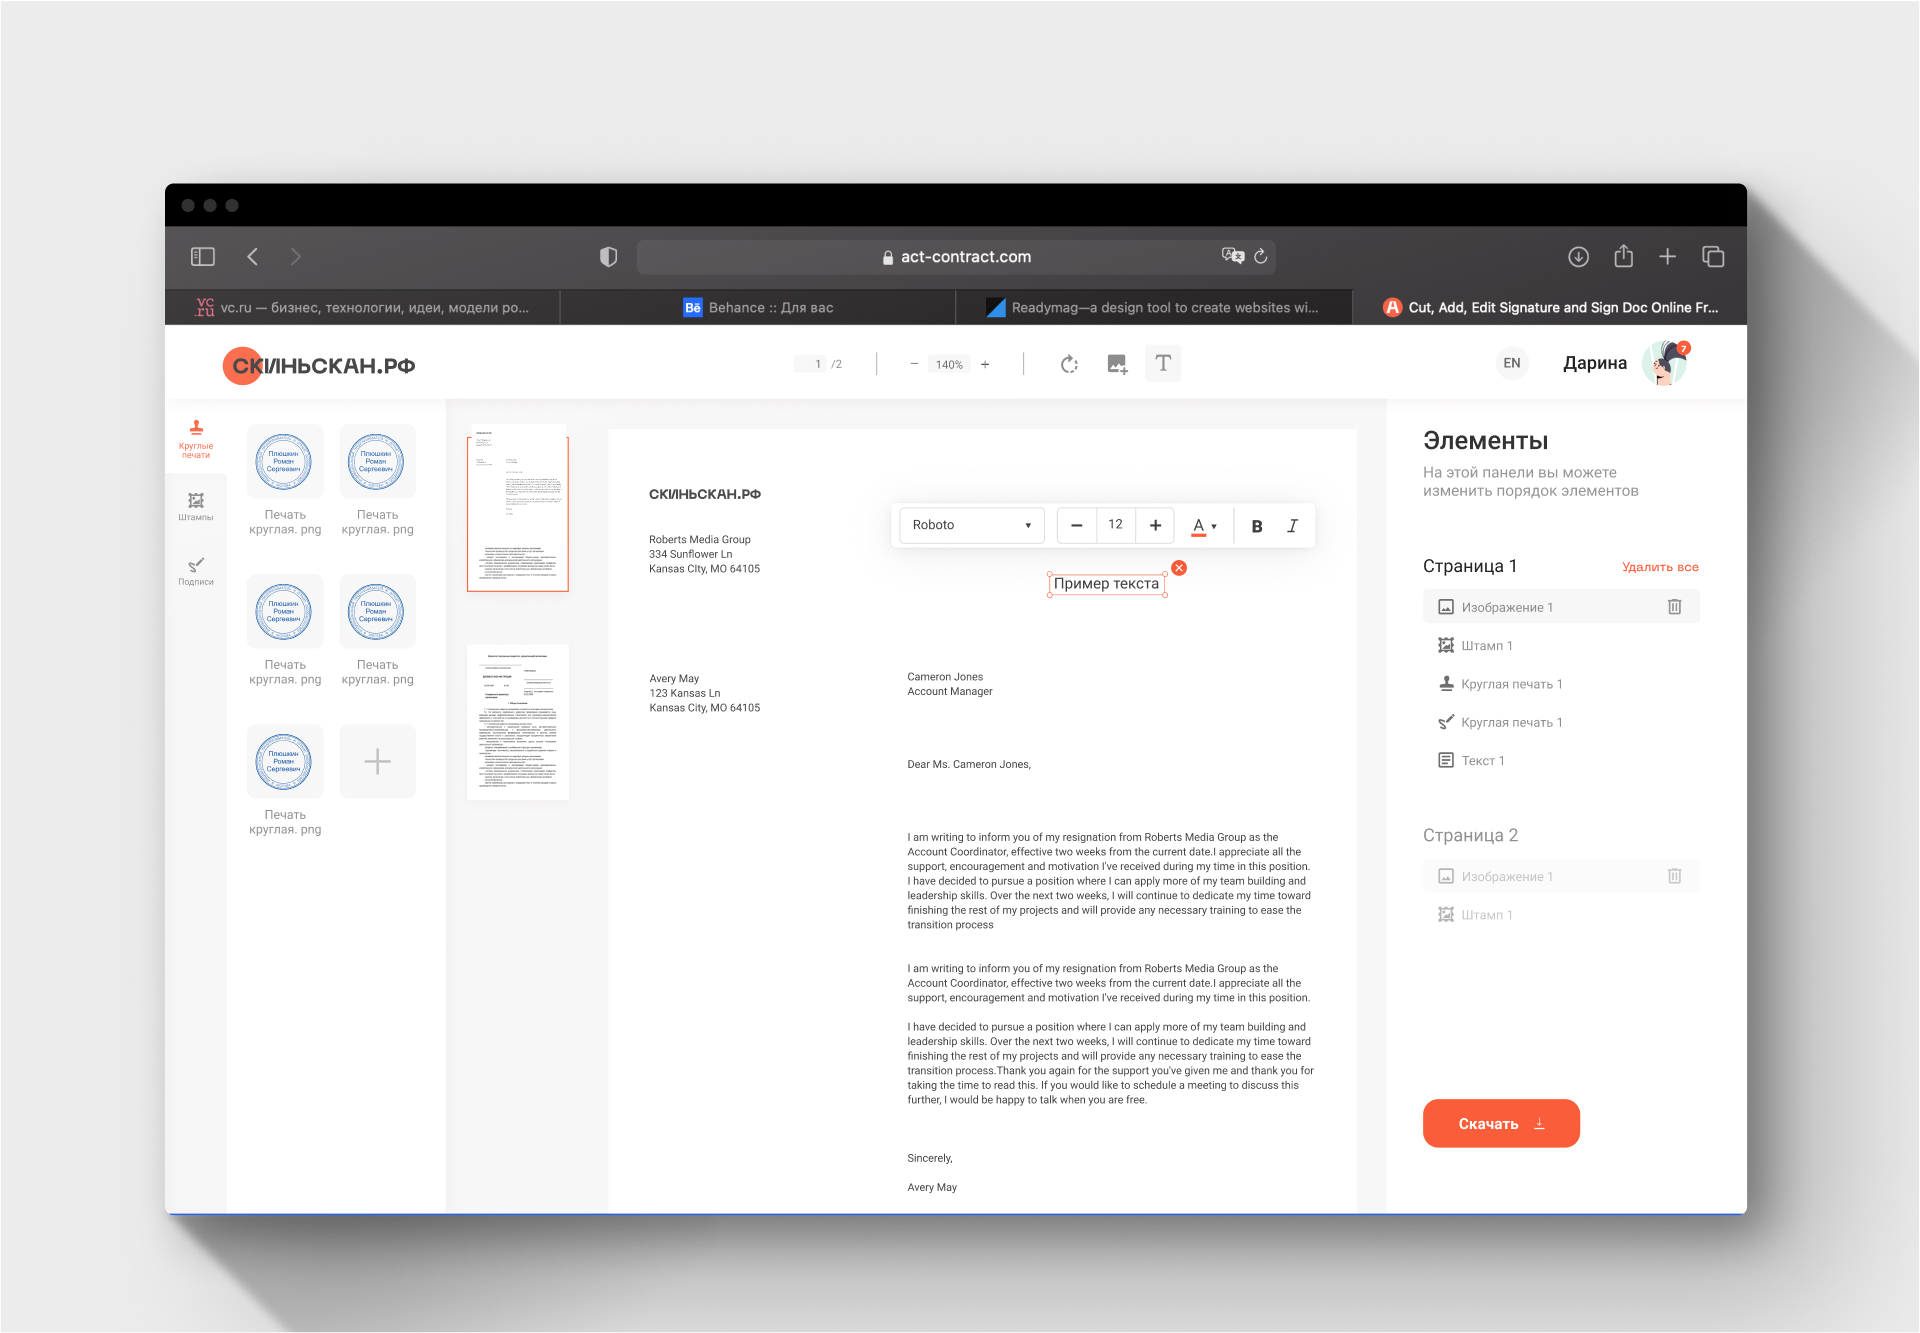 act-contract.com
vc.ru — бизнес, технологии, идеи, модели ро...
Behance :: Для вас
Readymag—a design tool to create websites wi...
Cut, Add, Edit Signature and Sign Doc Online Fr...
СКИНЬСКАН.РФ
1 /2
140%
T
EN
Дарина
7
Круглые
печати
Штампы
Подписи
Плюшкин
Роман
Сергеевич
Печать
круглая. png
Плюшкин
Роман
Сергеевич
Печать
круглая. png
Плюшкин
Роман
Сергеевич
Печать
круглая. png
Плюшкин
Роман
Сергеевич
Печать
круглая. png
Плюшкин
Роман
Сергеевич
Печать
круглая. png
СКИНЬСКАН.РФ
Roberts Media Group
334 Sunflower Ln
Kansas CIty, MO 64105
Roboto
12
A
B
I
Пример текста
Avery May
123 Kansas Ln
Kansas City, MO 64105
Cameron Jones
Account Manager
Dear Ms. Cameron Jones,
I am writing to inform you of my resignation from Roberts Media Group as the
Account Coordinator, effective two weeks from the current date.I appreciate all the
support, encouragement and motivation I've received during my time in this position.
I have decided to pursue a position where I can apply more of my team building and
leadership skills. Over the next two weeks, I will continue to dedicate my time toward
finishing the rest of my projects and will provide any necessary training to ease the
transition process
I am writing to inform you of my resignation from Roberts Media Group as the
Account Coordinator, effective two weeks from the current date.I appreciate all the
support, encouragement and motivation I've received during my time in this position.
I have decided to pursue a position where I can apply more of my team building and
leadership skills. Over the next two weeks, I will continue to dedicate my time toward
finishing the rest of my projects and will provide any necessary training to ease the
transition process.Thank you again for the support you've given me and thank you for
taking the time to read this. If you would like to schedule a meeting to discuss this
further, I would be happy to talk when you are free.
Sincerely,
Avery May
Элементы
На этой панели вы можете
изменить порядок элементов
Страница 1
Удалить все
Изображение 1
Штамп 1
Круглая печать 1
Круглая печать 1
Текст 1
Страница 2
Изображение 1
Штамп 1
Скачать